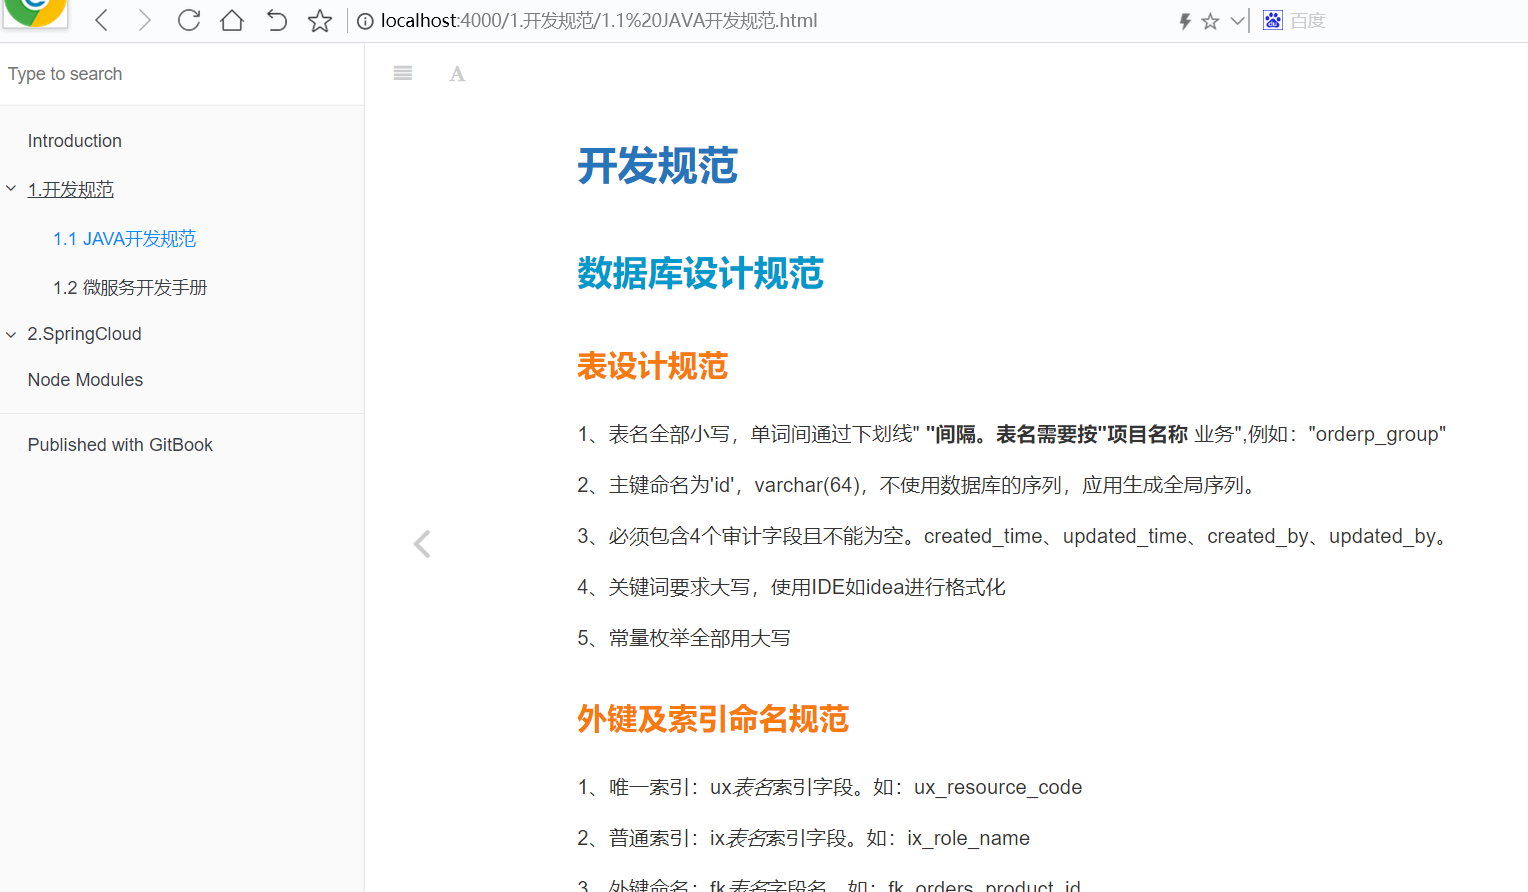 localhost:4000/1.开发规范/1.1%20JAVA开发规范.html
百度
Type to search
A
Introduction
1.开发规范
1.1 JAVA开发规范
1.2 微服务开发手册
2.SpringCloud
Node Modules
Published with GitBook
开发规范
数据库设计规范
表设计规范
1、表名全部小写，单词间通过下划线" "间隔。表名需要按"项目名称 业务",例如："orderp_group"
2、主键命名为'id'，varchar(64)，不使用数据库的序列，应用生成全局序列。
3、必须包含4个审计字段且不能为空。created_time、updated_time、created_by、updated_by。
4、关键词要求大写，使用IDE如idea进行格式化
5、常量枚举全部用大写
外键及索引命名规范
1、唯一索引：ux表名索引字段。如：ux_resource_code
2、普通索引：ix表名索引字段。如：ix_role_name
3、外键命名：fk表名字段名。如：fk_orders_product_id